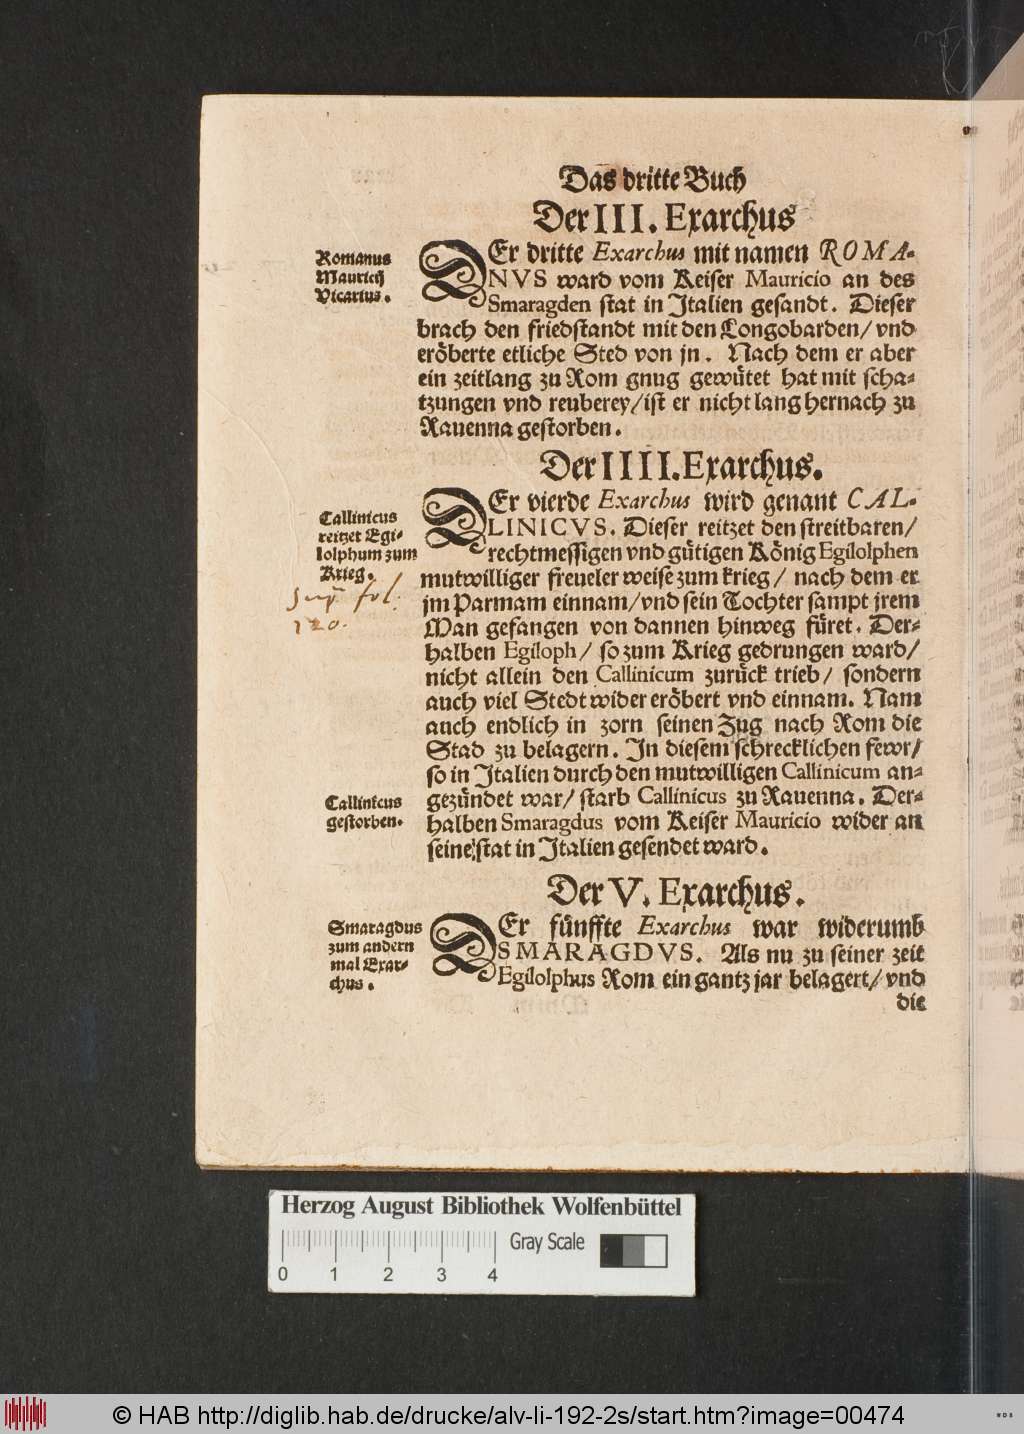 Das dritte Buch
Der III. Exarchus
Romanus
Mauricij
Vicarius.
DEr dritte Exarchus mit namen ROMA-
NVS ward vom Keiser Mauricio an des
Smaragden stat in Italien gesandt. Dieser
brach den friedstandt mit den Longobarden/ vnd
eröberte etliche Sted von jn. Nach dem er aber
ein zeitlang zu Rom gnug gewütet hat mit scha-
tzungen vnd reuberey/ ist er nicht lang hernach zu
Rauenna gestorben.
Der IIII. Exarchus.
Callinicus
reitzet Egi-
lolphum zum
Krieg.
120.
DEr vierde Exarchus wird genant CAL-
LINICVS. Dieser reitzet den streitbaren/
rechtmessigen vnd gütigen König Egilolphen
mutwilliger freueler weise zum krieg/ nach dem er
jm Parmam einnam/ vnd sein Tochter sampt jrem
Man gefangen von dannen hinweg füret. Der-
halben Egiloph/ so zum Krieg gedrungen ward/
nicht allein den Callinicum zurück trieb/ sondern
auch viel Stedt wider eröbert vnd einnam. Nam
auch endlich in zorn seinen Zug nach Rom die
Stad zu belagern. In diesem schrecklichen fewr/
so in Italien durch den mutwilligen Callinicum an-
gezündet war/ starb Callinicus zu Rauenna. Der-
halben Smaragdus vom Keiser Mauricio wider an
seine stat in Italien gesendet ward.
Callinicus
gestorben.
Der V. Exarchus.
Smaragdus
zum andern
mal Exar-
chus.
DEr fünffte Exarchus war widerumb
SMARAGDVS. Als nu zu seiner zeit
Egilolphus Rom ein gantz jar belagert/ vnd
die
Herzog August Bibliothek Wolfenbüttel
Gray Scale
0 1 2 3 4
© HAB http://diglib.hab.de/drucke/alv-li-192-2s/start.htm?image=00474